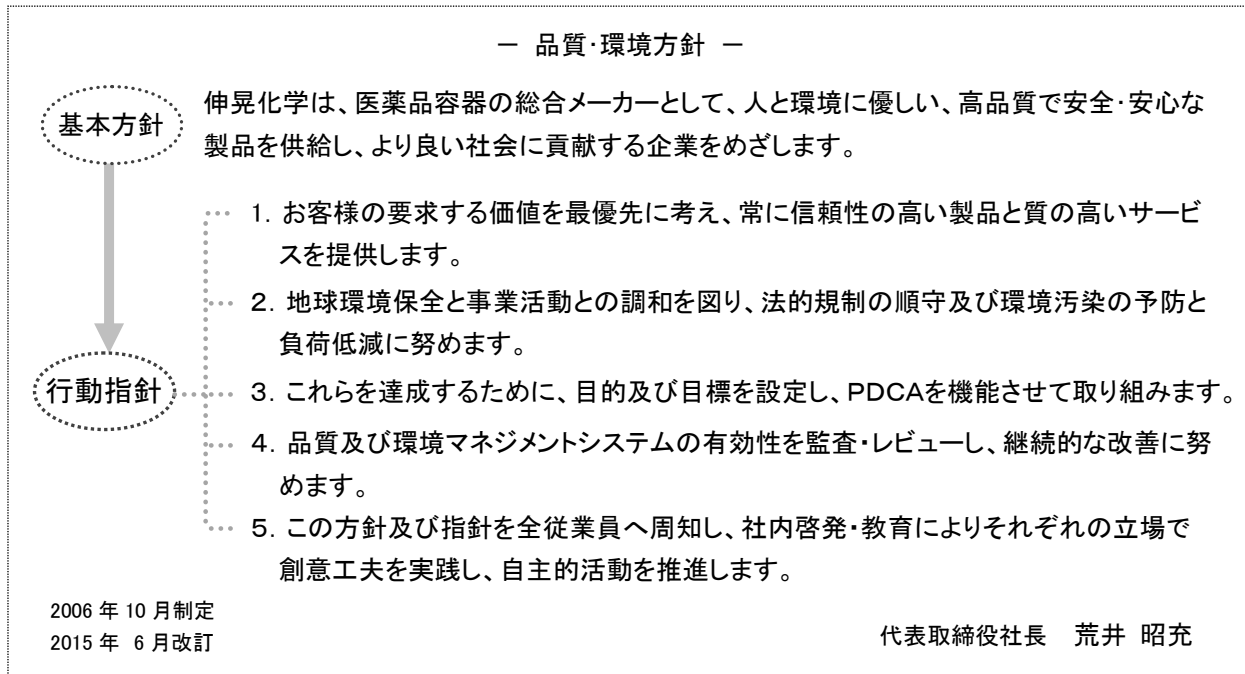 － 品質･環境方針 －
基本方針
伸晃化学は、医薬品容器の総合メーカーとして、人と環境に優しい、高品質で安全･安心な
製品を供給し、より良い社会に貢献する企業をめざします。
1. お客様の要求する価値を最優先に考え、常に信頼性の高い製品と質の高いサービ
スを提供します。
2. 地球環境保全と事業活動との調和を図り、法的規制の順守及び環境汚染の予防と
負荷低減に努めます。
行動指針
3. これらを達成するために、目的及び目標を設定し、PDCAを機能させて取り組みます。
4. 品質及び環境マネジメントシステムの有効性を監査・レビューし、継続的な改善に努
めます。
5. この方針及び指針を全従業員へ周知し、社内啓発・教育によりそれぞれの立場で
創意工夫を実践し、自主的活動を推進します。
2006 年 10 月制定
2015 年 6 月改訂
代表取締役社長 荒井 昭充